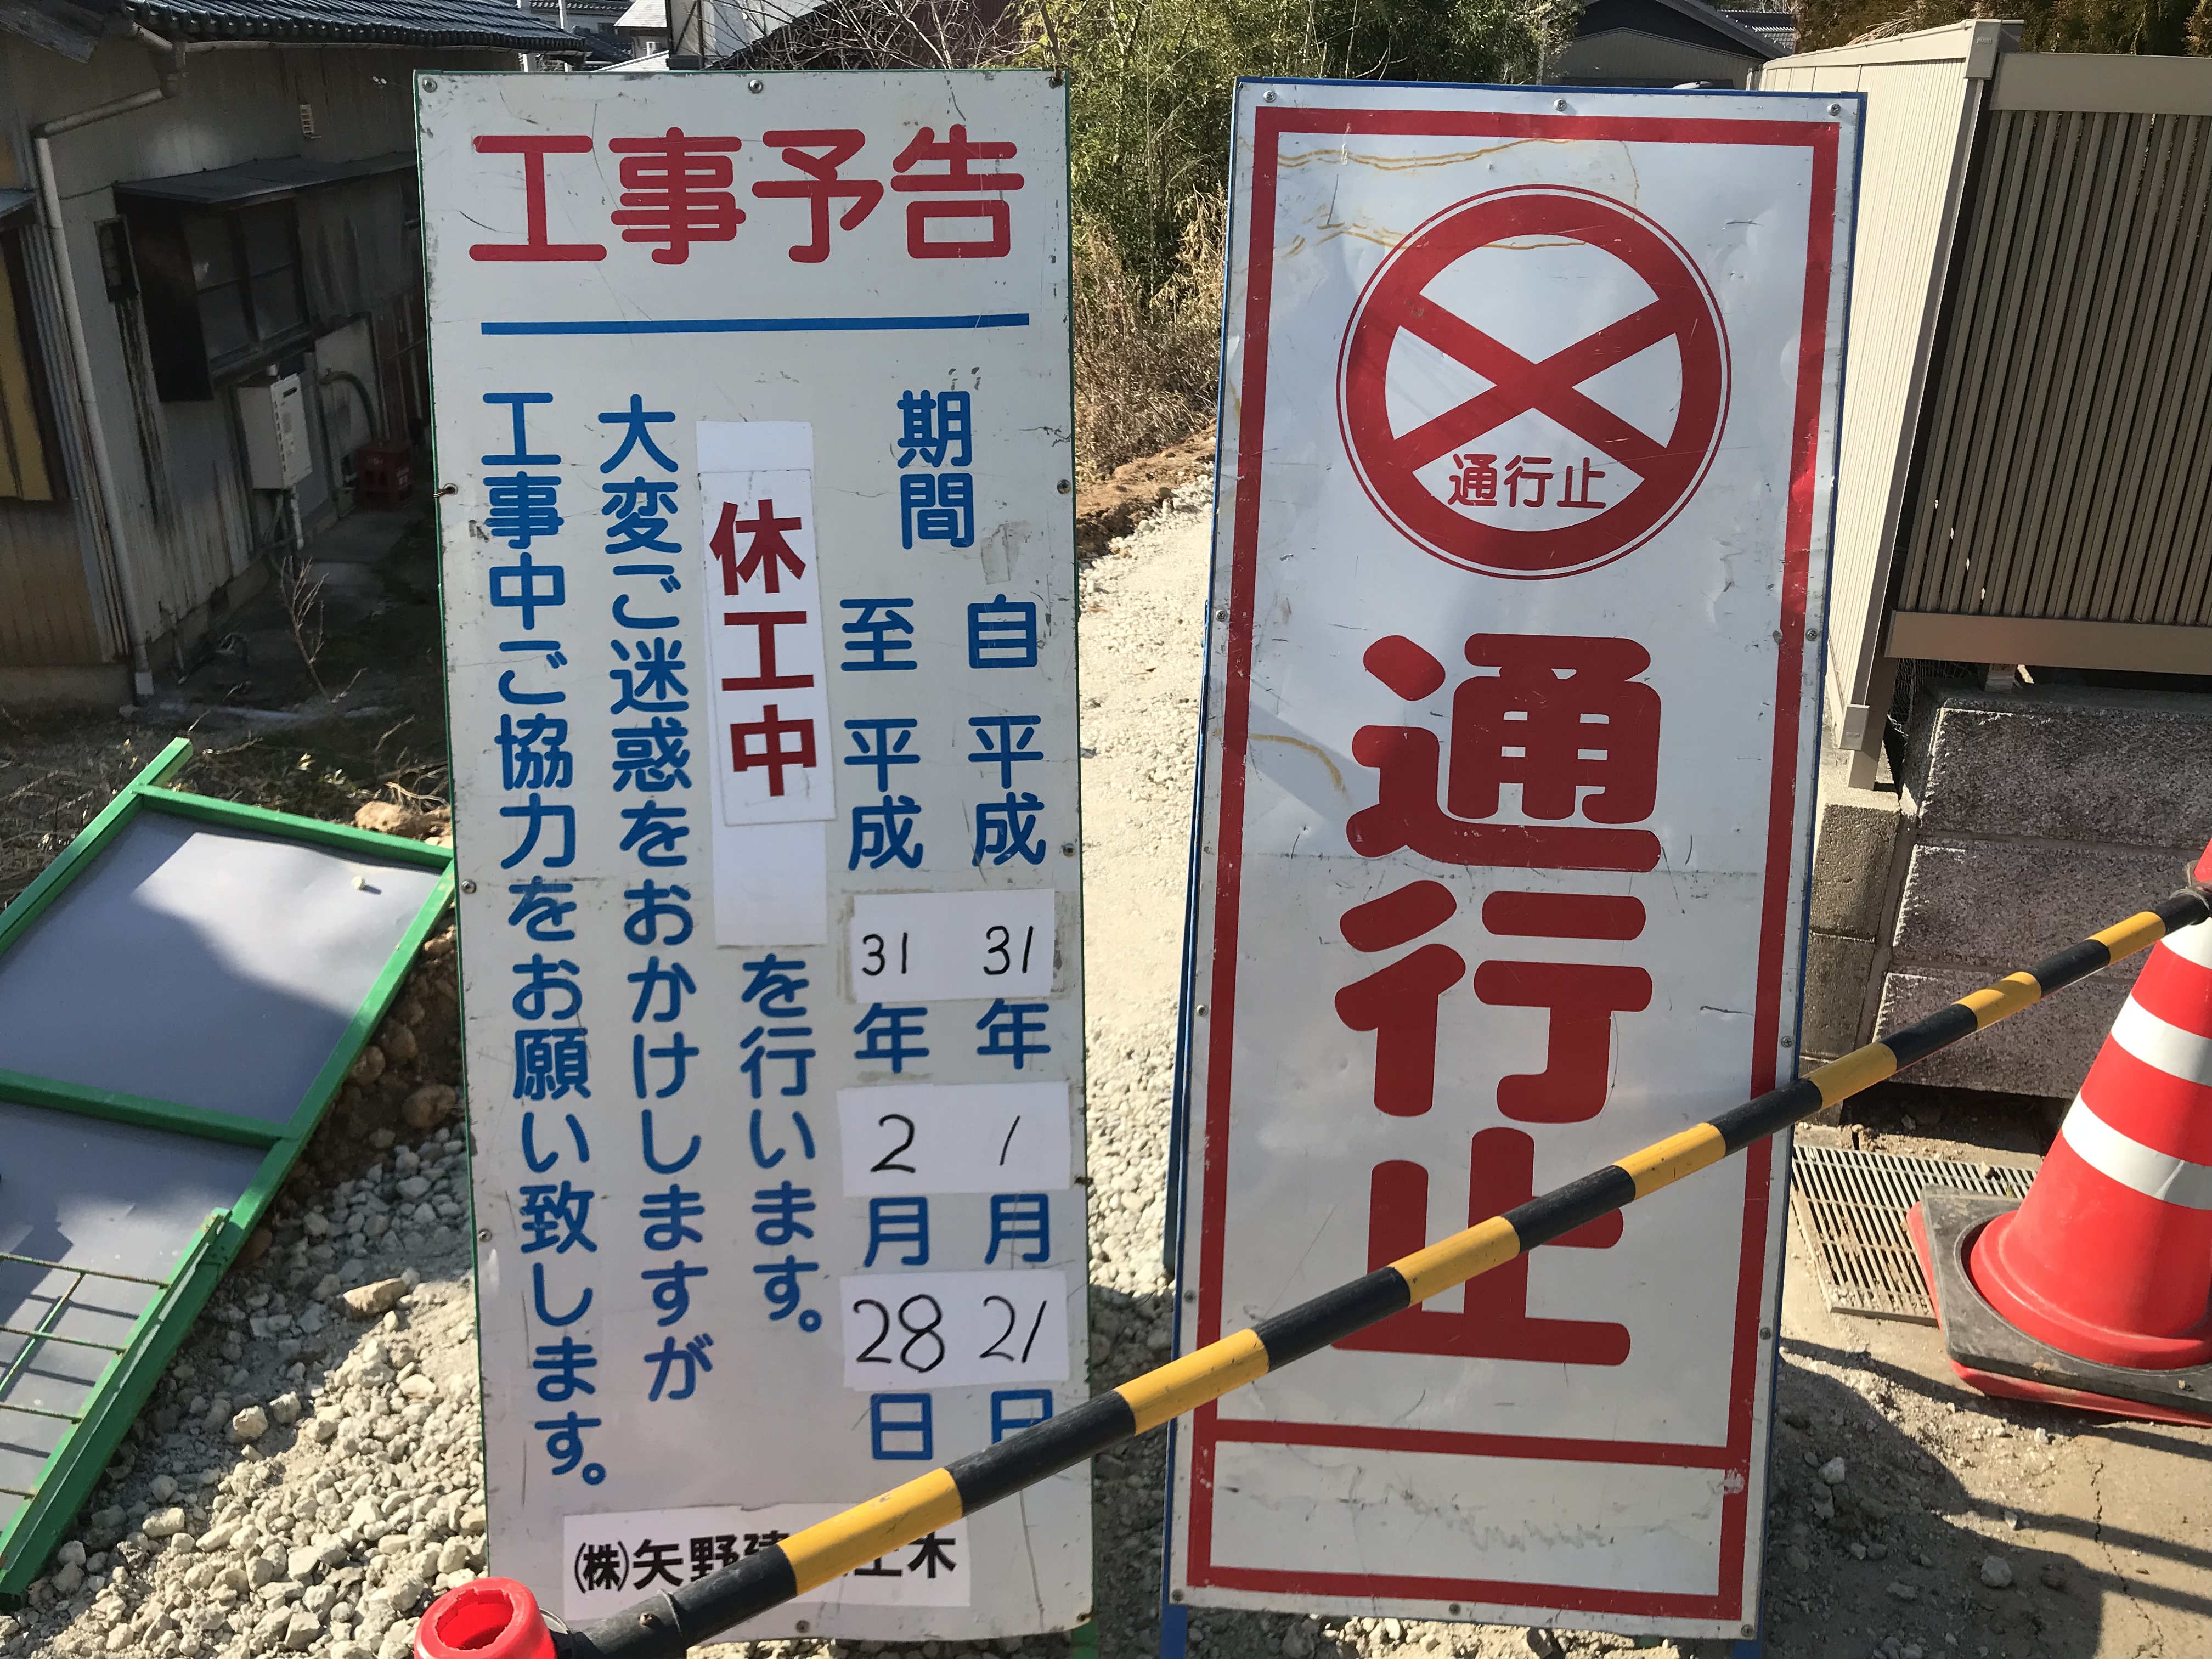 工事予告
期間
自 平成 31 年 1 月 21 日
至 平成 31 年 2 月 28 日
休工中 を行います。
大変ご迷惑をおかけしますが
工事中ご協力をお願い致します。
㈱矢野建 土木
通行止
通行止